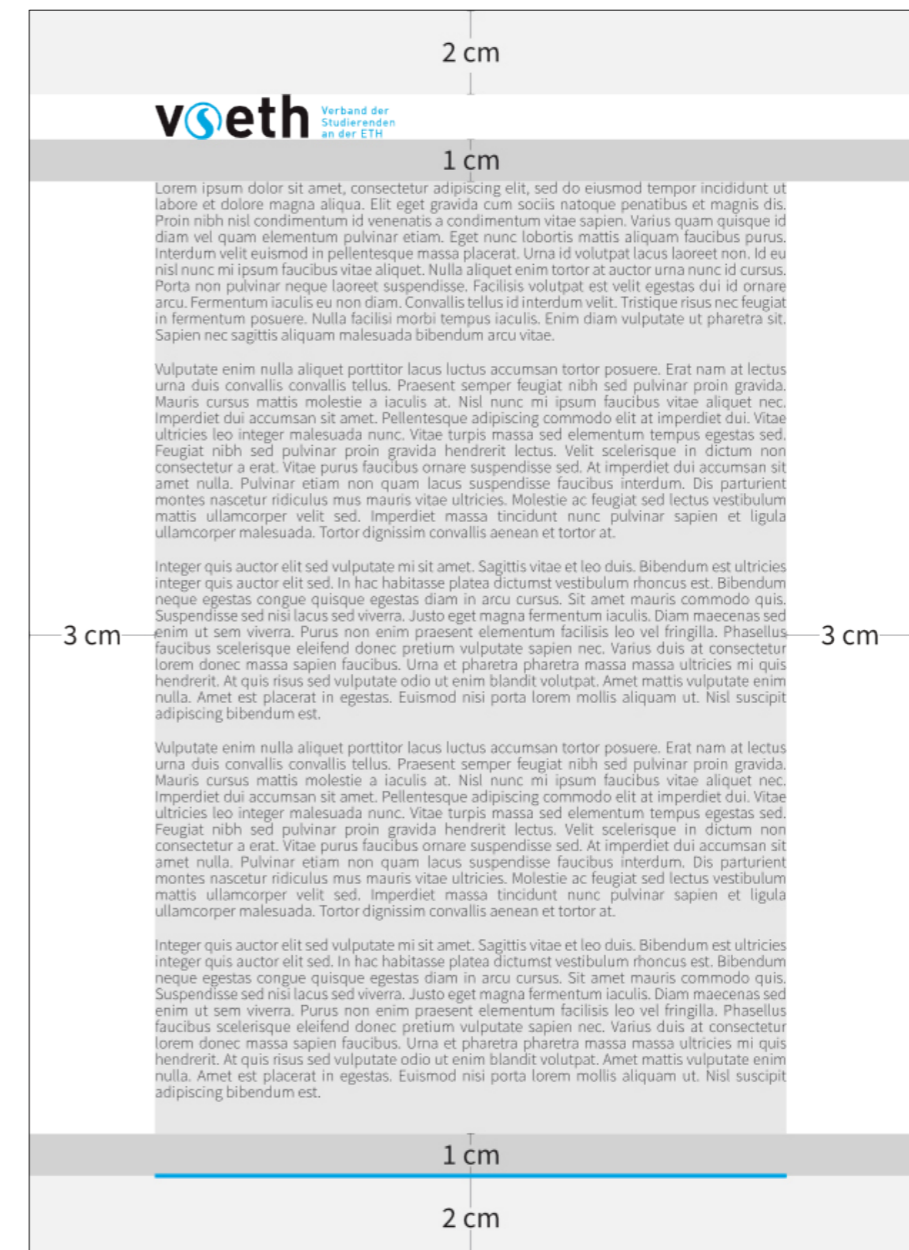 2 cm
vseth Verband der
Studierenden
an der ETH
1 cm
Lorem ipsum dolor sit amet, consectetur adipiscing elit, sed do eiusmod tempor incididunt ut
labore et dolore magna aliqua. Elit eget gravida cum sociis natoque penatibus et magnis dis.
Proin nibh nisl condimentum id venenatis a condimentum vitae sapien. Varius quam quisque id
diam vel quam elementum pulvinar etiam. Eget nunc lobortis mattis aliquam faucibus purus.
Interdum velit euismod in pellentesque massa placerat. Urna id volutpat lacus laoreet non. Id eu
nisl nunc mi ipsum faucibus vitae aliquet. Nulla aliquet enim tortor at auctor urna nunc id cursus.
Porta non pulvinar neque laoreet suspendisse. Facilisis volutpat est velit egestas dui id ornare
arcu. Fermentum iaculis eu non diam. Convallis tellus id interdum velit. Tristique risus nec feugiat
in fermentum posuere. Nulla facilisi morbi tempus iaculis. Enim diam vulputate ut pharetra sit.
Sapien nec sagittis aliquam malesuada bibendum arcu vitae.
Vulputate enim nulla aliquet porttitor lacus luctus accumsan tortor posuere. Erat nam at lectus
urna duis convallis convallis tellus. Praesent semper feugiat nibh sed pulvinar proin gravida.
Mauris cursus mattis molestie a iaculis at. Nisl nunc mi ipsum faucibus vitae aliquet nec.
Imperdiet dui accumsan sit amet. Pellentesque adipiscing commodo elit at imperdiet dui. Vitae
ultricies leo integer malesuada nunc. Vitae turpis massa sed elementum tempus egestas sed.
Feugiat nibh sed pulvinar proin gravida hendrerit lectus. Velit scelerisque in dictum non
consectetur a erat. Vitae purus faucibus ornare suspendisse sed. At imperdiet dui accumsan sit
amet nulla. Pulvinar etiam non quam lacus suspendisse faucibus interdum. Dis parturient
montes nascetur ridiculus mus mauris vitae ultricies. Molestie ac feugiat sed lectus vestibulum
mattis ullamcorper velit sed. Imperdiet massa tincidunt nunc pulvinar sapien et ligula
ullamcorper malesuada. Tortor dignissim convallis aenean et tortor at.
Integer quis auctor elit sed vulputate mi sit amet. Sagittis vitae et leo duis. Bibendum est ultricies
integer quis auctor elit sed. In hac habitasse platea dictumst vestibulum rhoncus est. Bibendum
neque egestas congue quisque egestas diam in arcu cursus. Sit amet mauris commodo quis.
Suspendisse sed nisi lacus sed viverra. Justo eget magna fermentum iaculis. Diam maecenas sed
3 cm enim ut sem viverra. Purus non enim praesent elementum facilisis leo vel fringilla. Phasellus 3 cm
faucibus scelerisque eleifend donec pretium vulputate sapien nec. Varius duis at consectetur
lorem donec massa sapien faucibus. Urna et pharetra pharetra massa massa ultricies mi quis
hendrerit. At quis risus sed vulputate odio ut enim blandit volutpat. Amet mattis vulputate enim
nulla. Amet est placerat in egestas. Euismod nisi porta lorem mollis aliquam ut. Nisl suscipit
adipiscing bibendum est.
Vulputate enim nulla aliquet porttitor lacus luctus accumsan tortor posuere. Erat nam at lectus
urna duis convallis convallis tellus. Praesent semper feugiat nibh sed pulvinar proin gravida.
Mauris cursus mattis molestie a iaculis at. Nisl nunc mi ipsum faucibus vitae aliquet nec.
Imperdiet dui accumsan sit amet. Pellentesque adipiscing commodo elit at imperdiet dui. Vitae
ultricies leo integer malesuada nunc. Vitae turpis massa sed elementum tempus egestas sed.
Feugiat nibh sed pulvinar proin gravida hendrerit lectus. Velit scelerisque in dictum non
consectetur a erat. Vitae purus faucibus ornare suspendisse sed. At imperdiet dui accumsan sit
amet nulla. Pulvinar etiam non quam lacus suspendisse faucibus interdum. Dis parturient
montes nascetur ridiculus mus mauris vitae ultricies. Molestie ac feugiat sed lectus vestibulum
mattis ullamcorper velit sed. Imperdiet massa tincidunt nunc pulvinar sapien et ligula
ullamcorper malesuada. Tortor dignissim convallis aenean et tortor at.
Integer quis auctor elit sed vulputate mi sit amet. Sagittis vitae et leo duis. Bibendum est ultricies
integer quis auctor elit sed. In hac habitasse platea dictumst vestibulum rhoncus est. Bibendum
neque egestas congue quisque egestas diam in arcu cursus. Sit amet mauris commodo quis.
Suspendisse sed nisi lacus sed viverra. Justo eget magna fermentum iaculis. Diam maecenas sed
enim ut sem viverra. Purus non enim praesent elementum facilisis leo vel fringilla. Phasellus
faucibus scelerisque eleifend donec pretium vulputate sapien nec. Varius duis at consectetur
lorem donec massa sapien faucibus. Urna et pharetra pharetra massa massa ultricies mi quis
hendrerit. At quis risus sed vulputate odio ut enim blandit volutpat. Amet mattis vulputate enim
nulla. Amet est placerat in egestas. Euismod nisi porta lorem mollis aliquam ut. Nisl suscipit
adipiscing bibendum est.
1 cm
2 cm